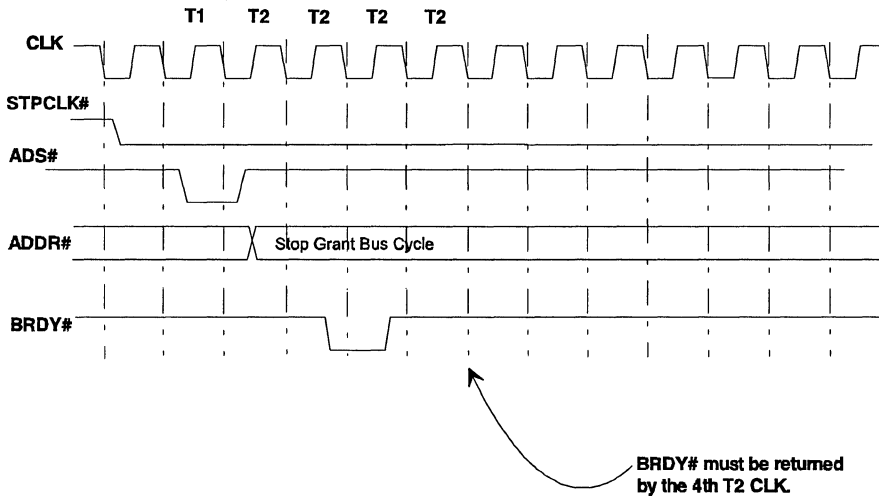 T1 T2 T2 T2 T2
CLK
STPCLK#
ADS#
ADDR# Stop Grant Bus Cycle
BRDY#
BRDY# must be returned
by the 4th T2 CLK.